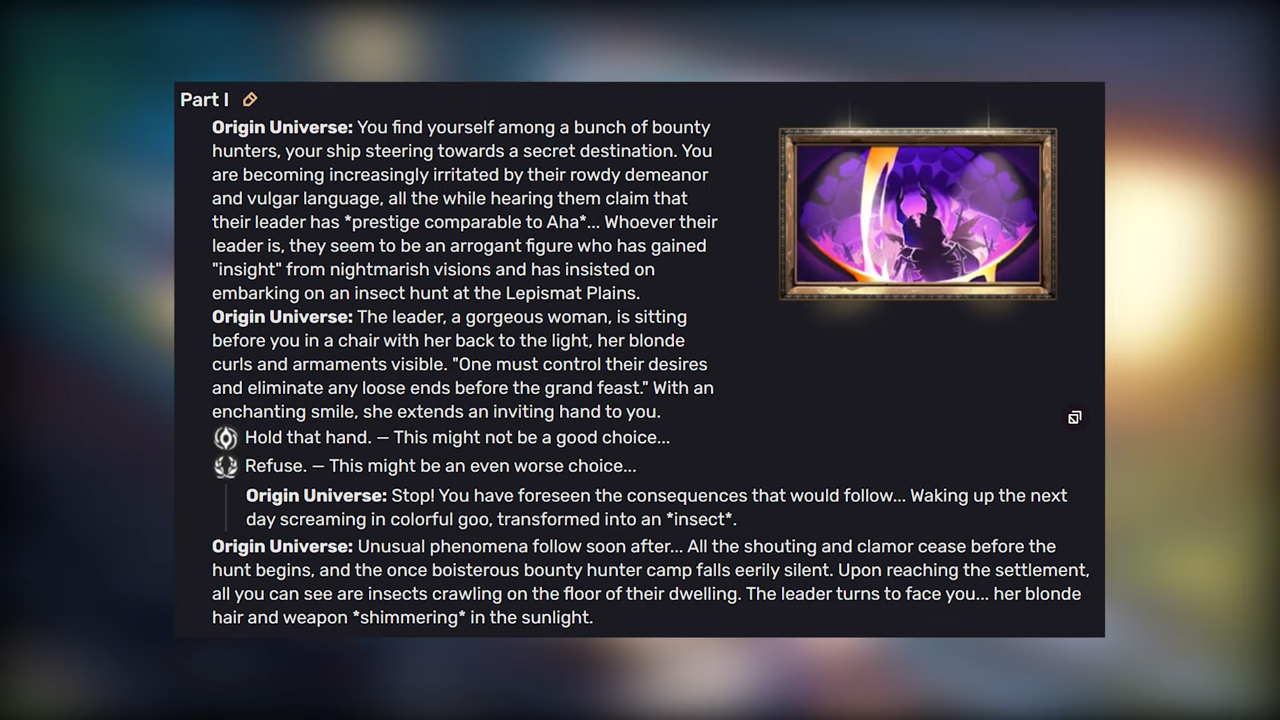 Part I
Origin Universe: You find yourself among a bunch of bounty
hunters, your ship steering towards a secret destination. You
are becoming increasingly irritated by their rowdy demeanor
and vulgar language, all the while hearing them claim that
their leader has *prestige comparable to Aha*... Whoever their
leader is, they seem to be an arrogant figure who has gained
"insight" from nightmarish visions and has insisted on
embarking on an insect hunt at the Lepismat Plains.
Origin Universe: The leader, a gorgeous woman, is sitting
before you in a chair with her back to the light, her blonde
curls and armaments visible. "One must control their desires
and eliminate any loose ends before the grand feast." With an
enchanting smile, she extends an inviting hand to you.
Hold that hand. — This might not be a good choice...
Refuse. — This might be an even worse choice...
Origin Universe: Stop! You have foreseen the consequences that would follow... Waking up the next
day screaming in colorful goo, transformed into an *insect*.
Origin Universe: Unusual phenomena follow soon after... All the shouting and clamor cease before the
hunt begins, and the once boisterous bounty hunter camp falls eerily silent. Upon reaching the settlement,
all you can see are insects crawling on the floor of their dwelling. The leader turns to face you... her blonde
hair and weapon *shimmering* in the sunlight.